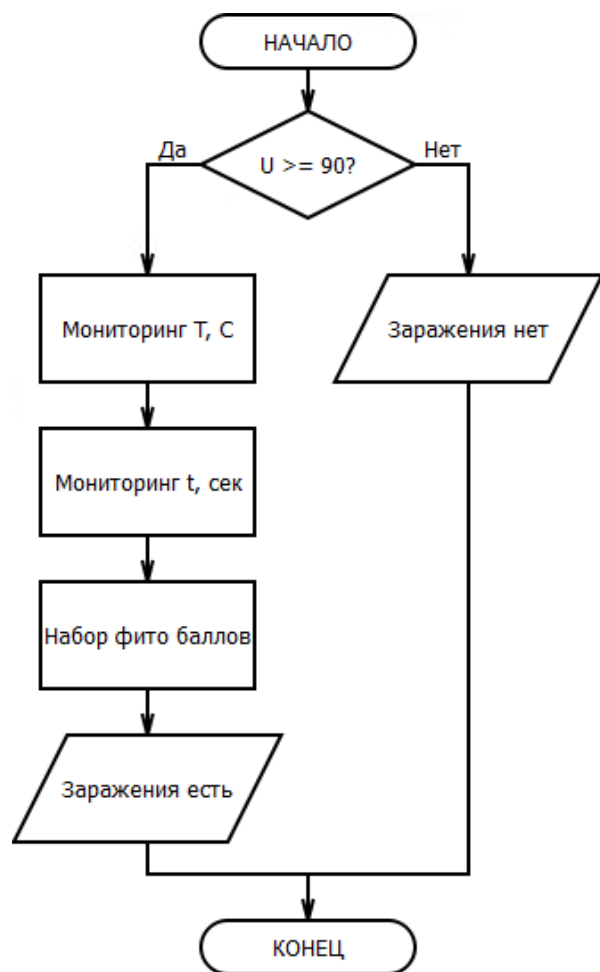 НАЧАЛО
U >= 90?
Да
Нет
Мониторинг T, C
Заражения нет
Мониторинг t, сек
Набор фито баллов
Заражения есть
КОНЕЦ